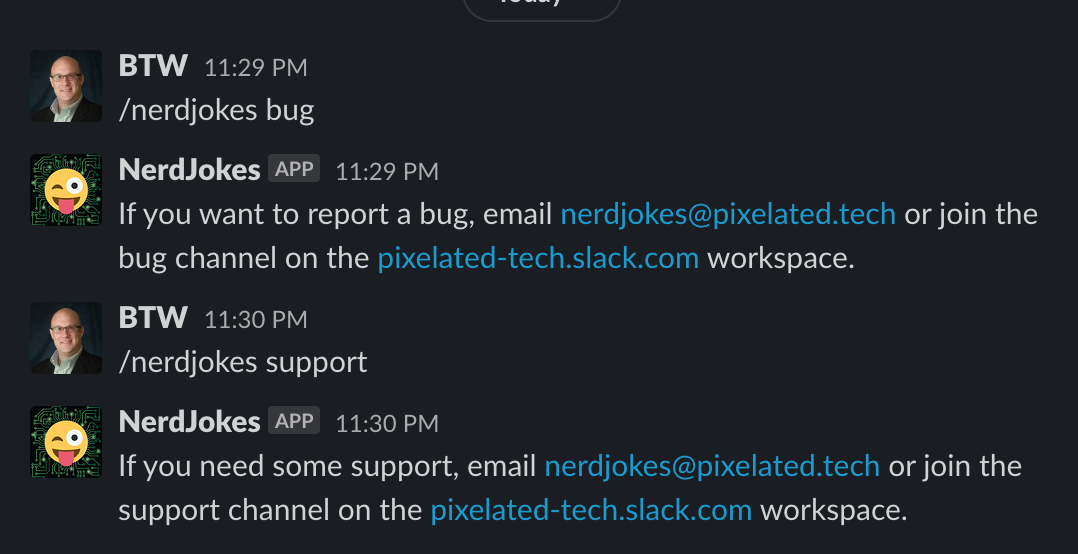 Today
BTW 11:29 PM
/nerdjokes bug
NerdJokes APP 11:29 PM
If you want to report a bug, email nerdjokes@pixelated.tech or join the
bug channel on the pixelated-tech.slack.com workspace.
BTW 11:30 PM
/nerdjokes support
NerdJokes APP 11:30 PM
If you need some support, email nerdjokes@pixelated.tech or join the
support channel on the pixelated-tech.slack.com workspace.